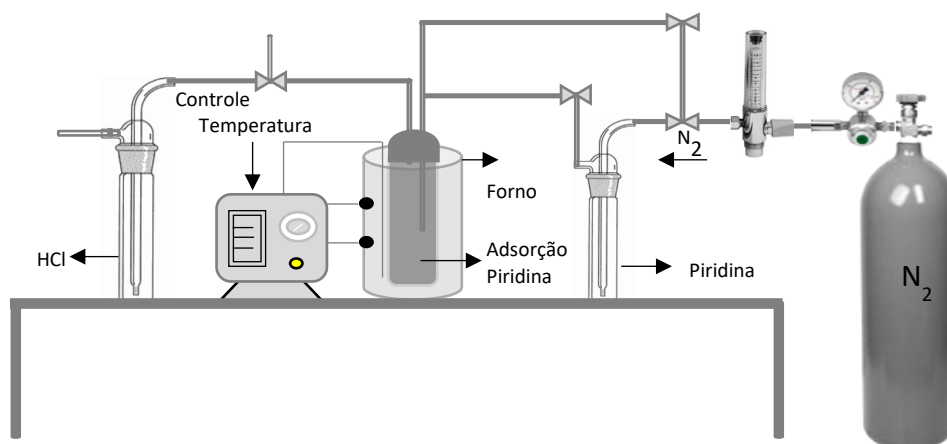 Controle
Temperatura
N2
Forno
HCl
Adsorção
Piridina
Piridina
N2